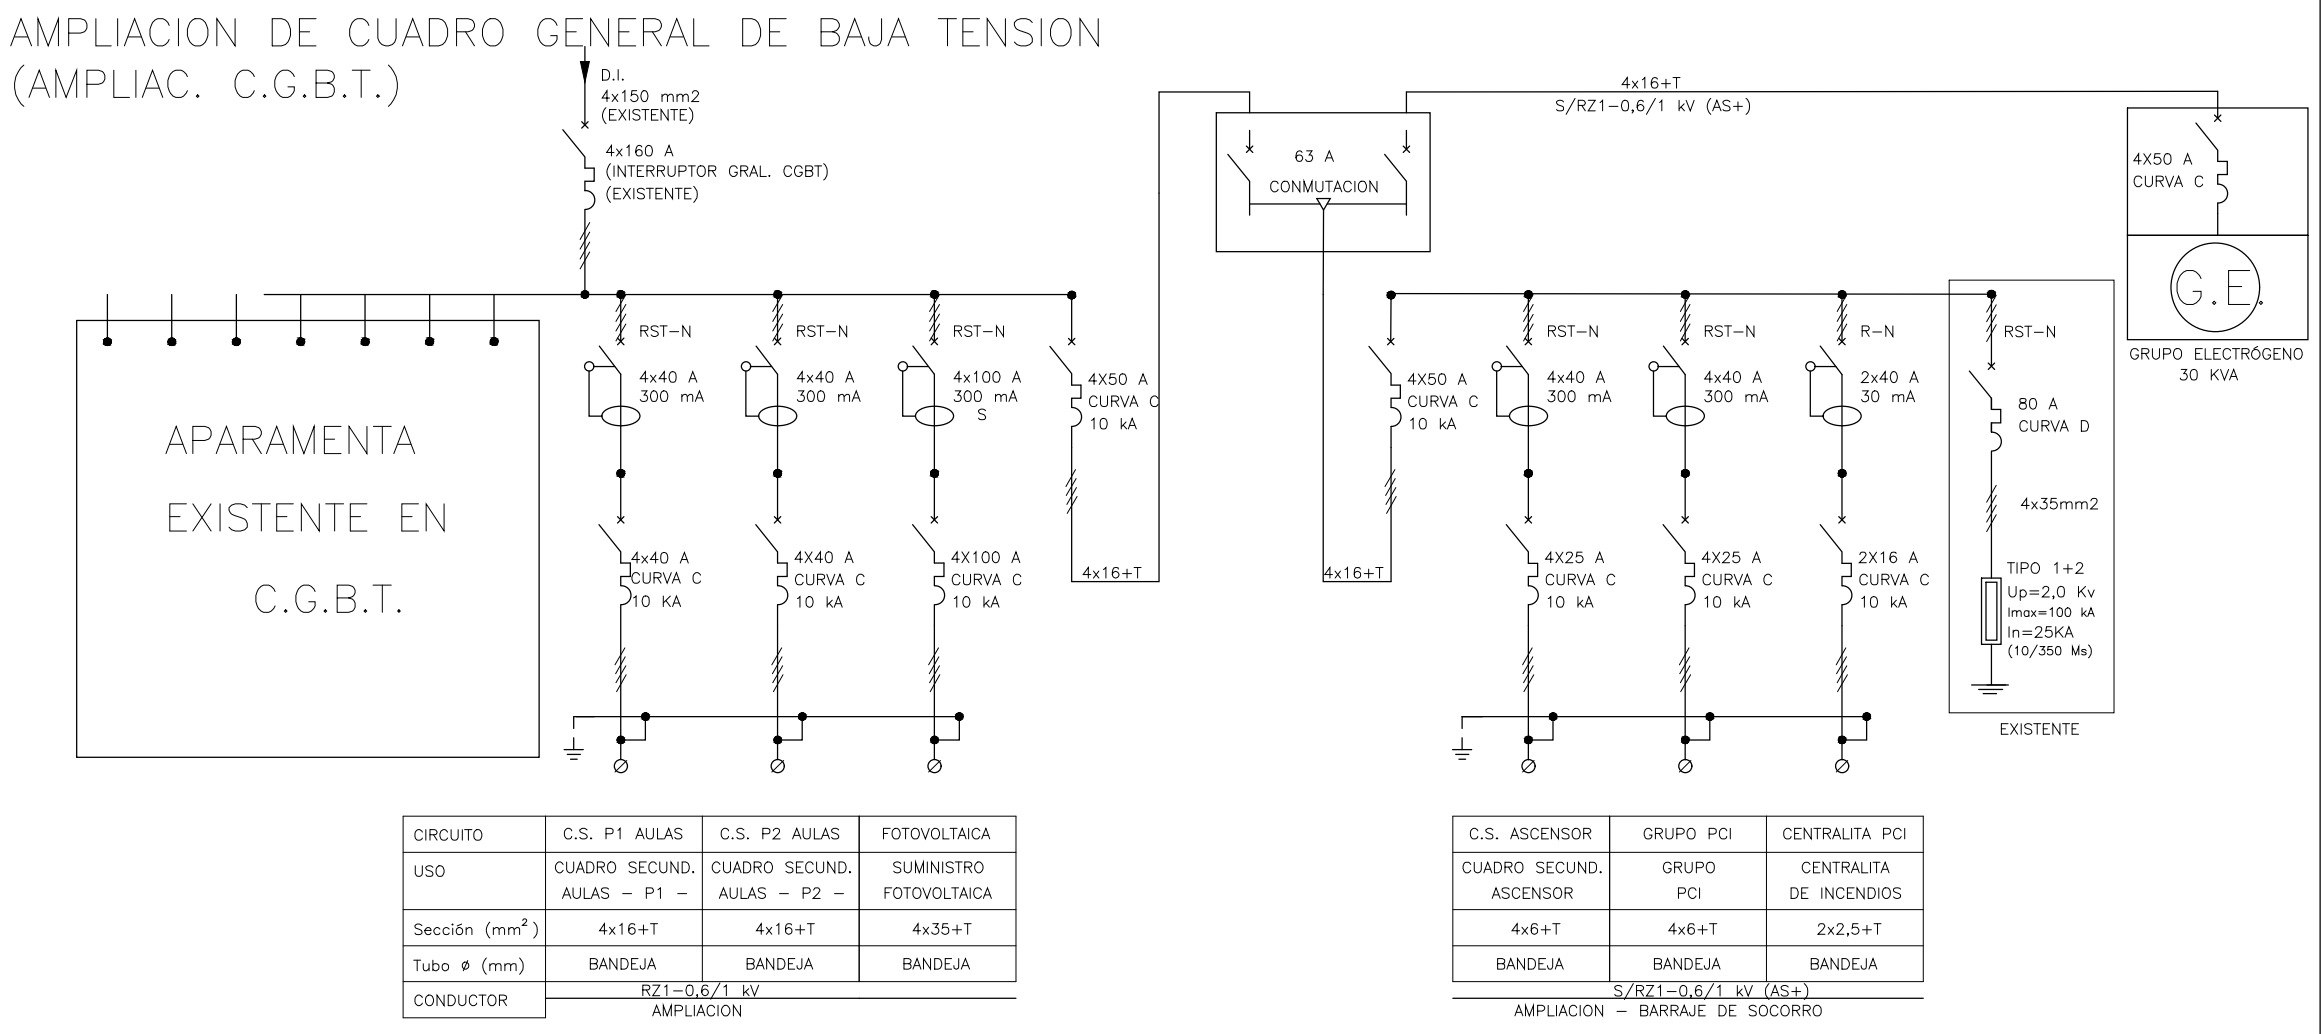 AMPLIACION DE CUADRO GENERAL DE BAJA TENSION
(AMPLIAC. C.G.B.T.)
D.I.
4x150 mm2
(EXISTENTE)
4x160 A
(INTERRUPTOR GRAL. CGBT)
(EXISTENTE)
63 A
CONMUTACION
4x16+T
S/RZ1-0,6/1 kV (AS+)
4X50 A
CURVA C
G.E.
GRUPO ELECTRÓGENO
30 KVA
APARAMENTA
EXISTENTE EN
C.G.B.T.
RST-N
4x40 A
300 mA
4x40 A
CURVA C
10 KA
RST-N
4x40 A
300 mA
4X40 A
CURVA C
10 kA
RST-N
4x100 A
300 mA
S
4X100 A
CURVA C
10 kA
4X50 A
CURVA C
10 kA
4x16+T
4x16+T
4X50 A
CURVA C
10 kA
RST-N
4x40 A
300 mA
4X25 A
CURVA C
10 kA
RST-N
4x40 A
300 mA
4X25 A
CURVA C
10 kA
R-N
2x40 A
30 mA
2X16 A
CURVA C
10 kA
RST-N
80 A
CURVA D
4x35mm2
TIPO 1+2
Up=2,0 Kv
Imax=100 kA
In=25KA
(10/350 Ms)
EXISTENTE
CIRCUITO C.S. P1 AULAS C.S. P2 AULAS FOTOVOLTAICA
USO CUADRO SECUND. CUADRO SECUND. SUMINISTRO
AULAS - P1 - AULAS - P2 - FOTOVOLTAICA
Sección (mm²) 4x16+T 4x16+T 4x35+T
Tubo ø (mm) BANDEJA BANDEJA BANDEJA
CONDUCTOR RZ1-0,6/1 kV
AMPLIACION
C.S. ASCENSOR GRUPO PCI CENTRALITA PCI
CUADRO SECUND. GRUPO CENTRALITA
ASCENSOR PCI DE INCENDIOS
4x6+T 4x6+T 2x2,5+T
BANDEJA BANDEJA BANDEJA
S/RZ1-0,6/1 kV (AS+)
AMPLIACION - BARRAJE DE SOCORRO